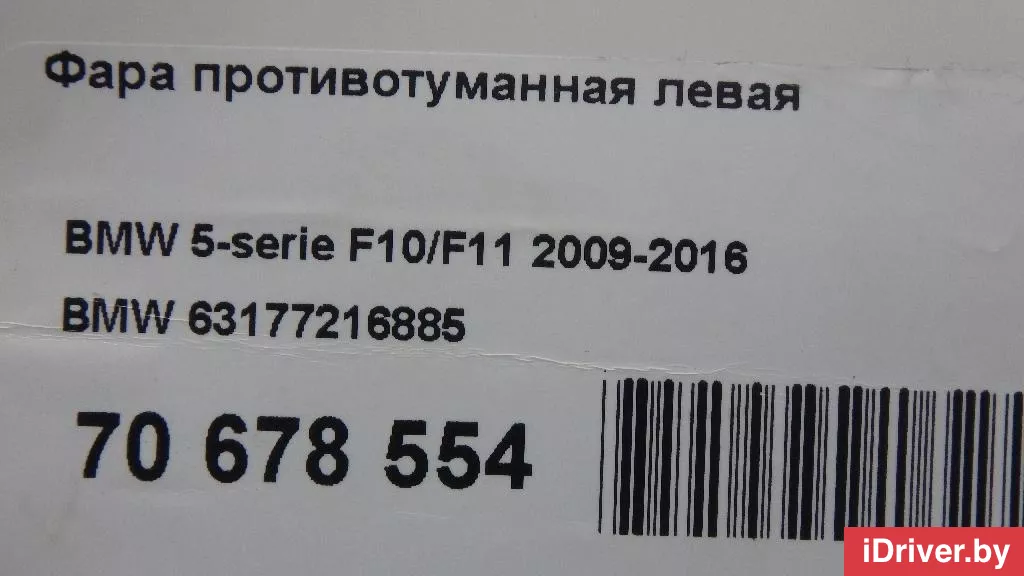 Фара противотуманная левая
BMW 5-serie F10/F11 2009-2016
BMW 63177216885
70 678 554
iDriver.by